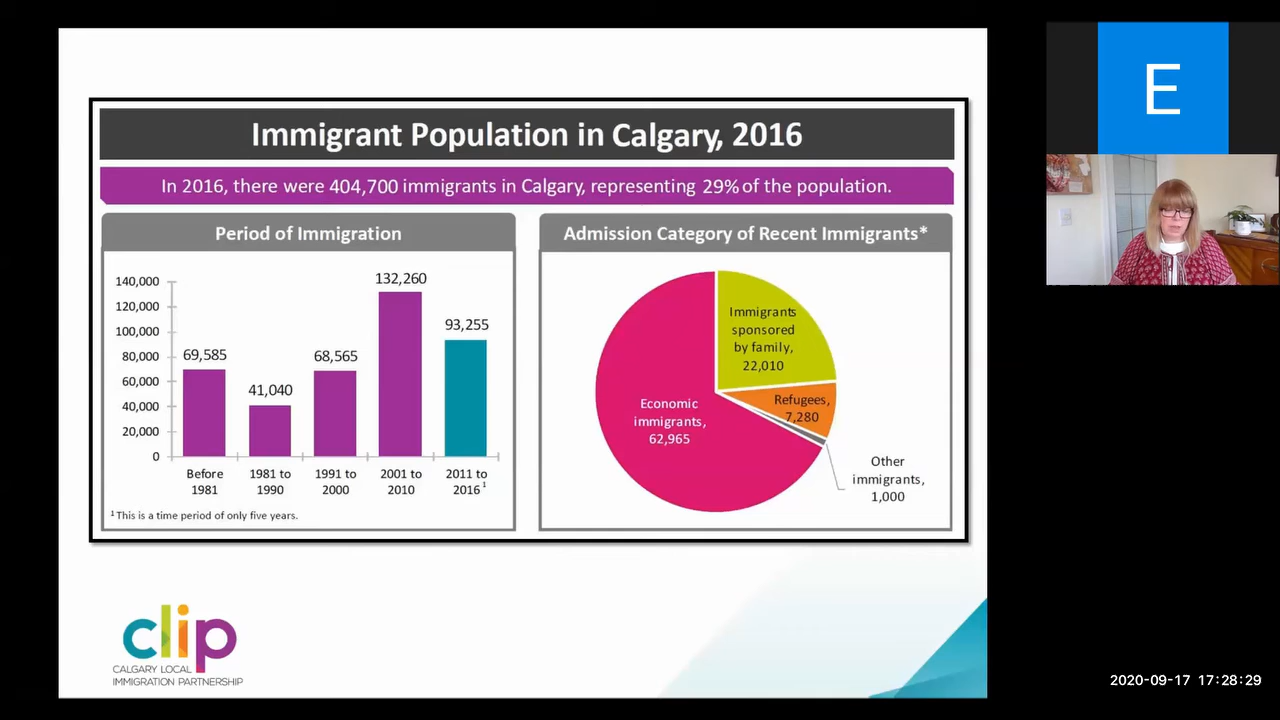 Immigrant Population in Calgary, 2016
In 2016, there were 404,700 immigrants in Calgary, representing 29% of the population.
Period of Immigration
140,000
120,000
100,000
80,000
60,000
40,000
20,000
0
69,585
41,040
68,565
132,260
93,255
Before
1981
1981 to
1990
1991 to
2000
2001 to
2010
2011 to
2016¹
¹ This is a time period of only five years.
Admission Category of Recent Immigrants*
Immigrants
sponsored
by family,
22,010
Refugees,
7,280
Economic
immigrants,
62,965
Other
immigrants,
1,000
clip
CALGARY LOCAL
IMMIGRATION PARTNERSHIP
E
2020-09-17 17:28:29